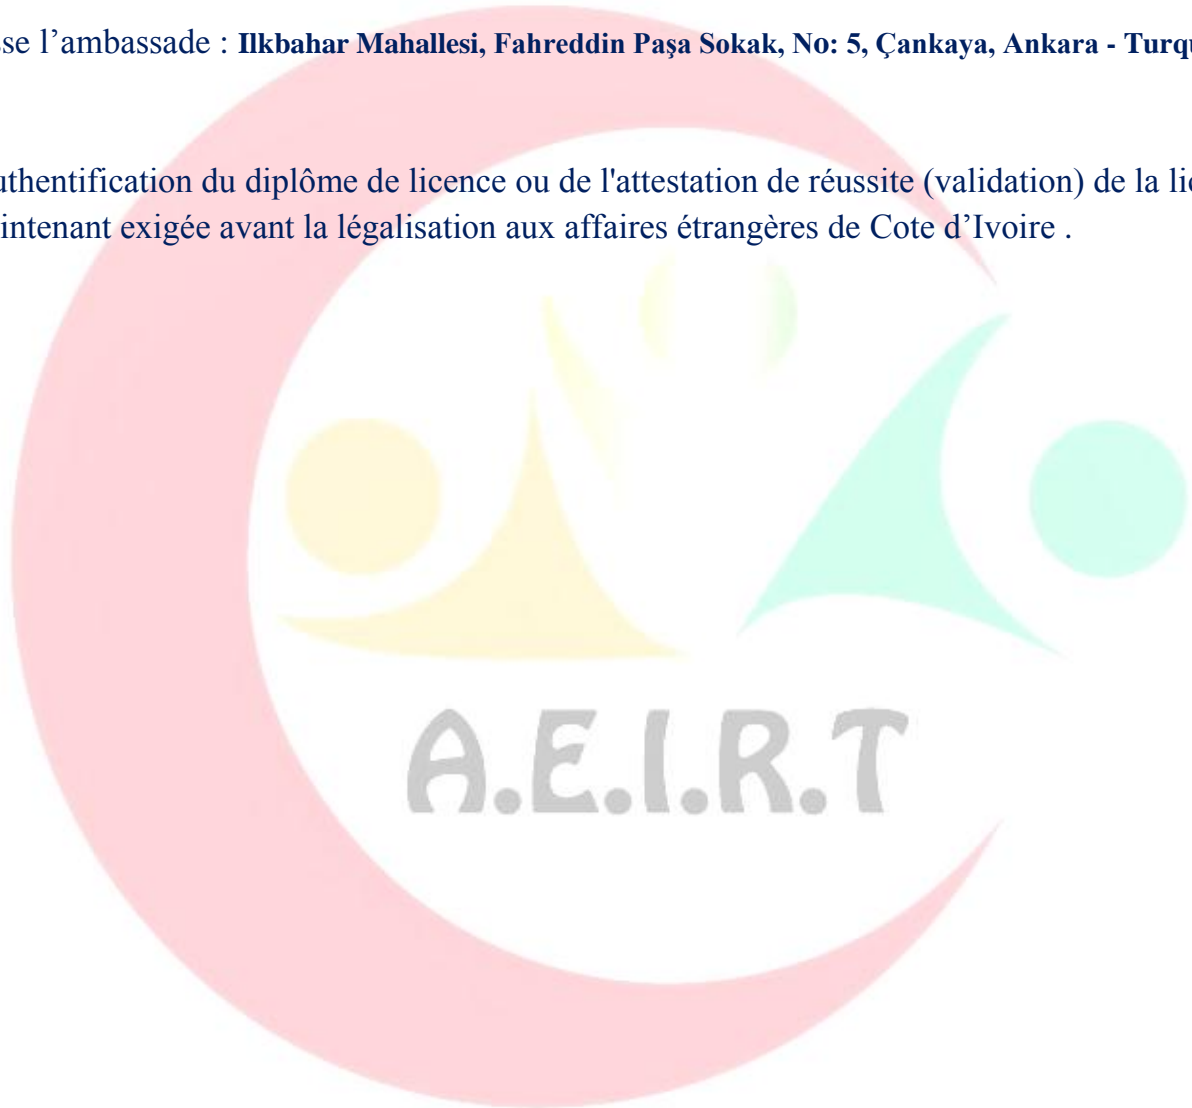 se l’ambassade : Ilkbahar Mahallesi, Fahreddin Paşa Sokak, No: 5, Çankaya, Ankara - Turq
uthentification du diplôme de licence ou de l'attestation de réussite (validation) de la li
intenant exigée avant la légalisation aux affaires étrangères de Cote d’Ivoire .
A.E.I.R.T